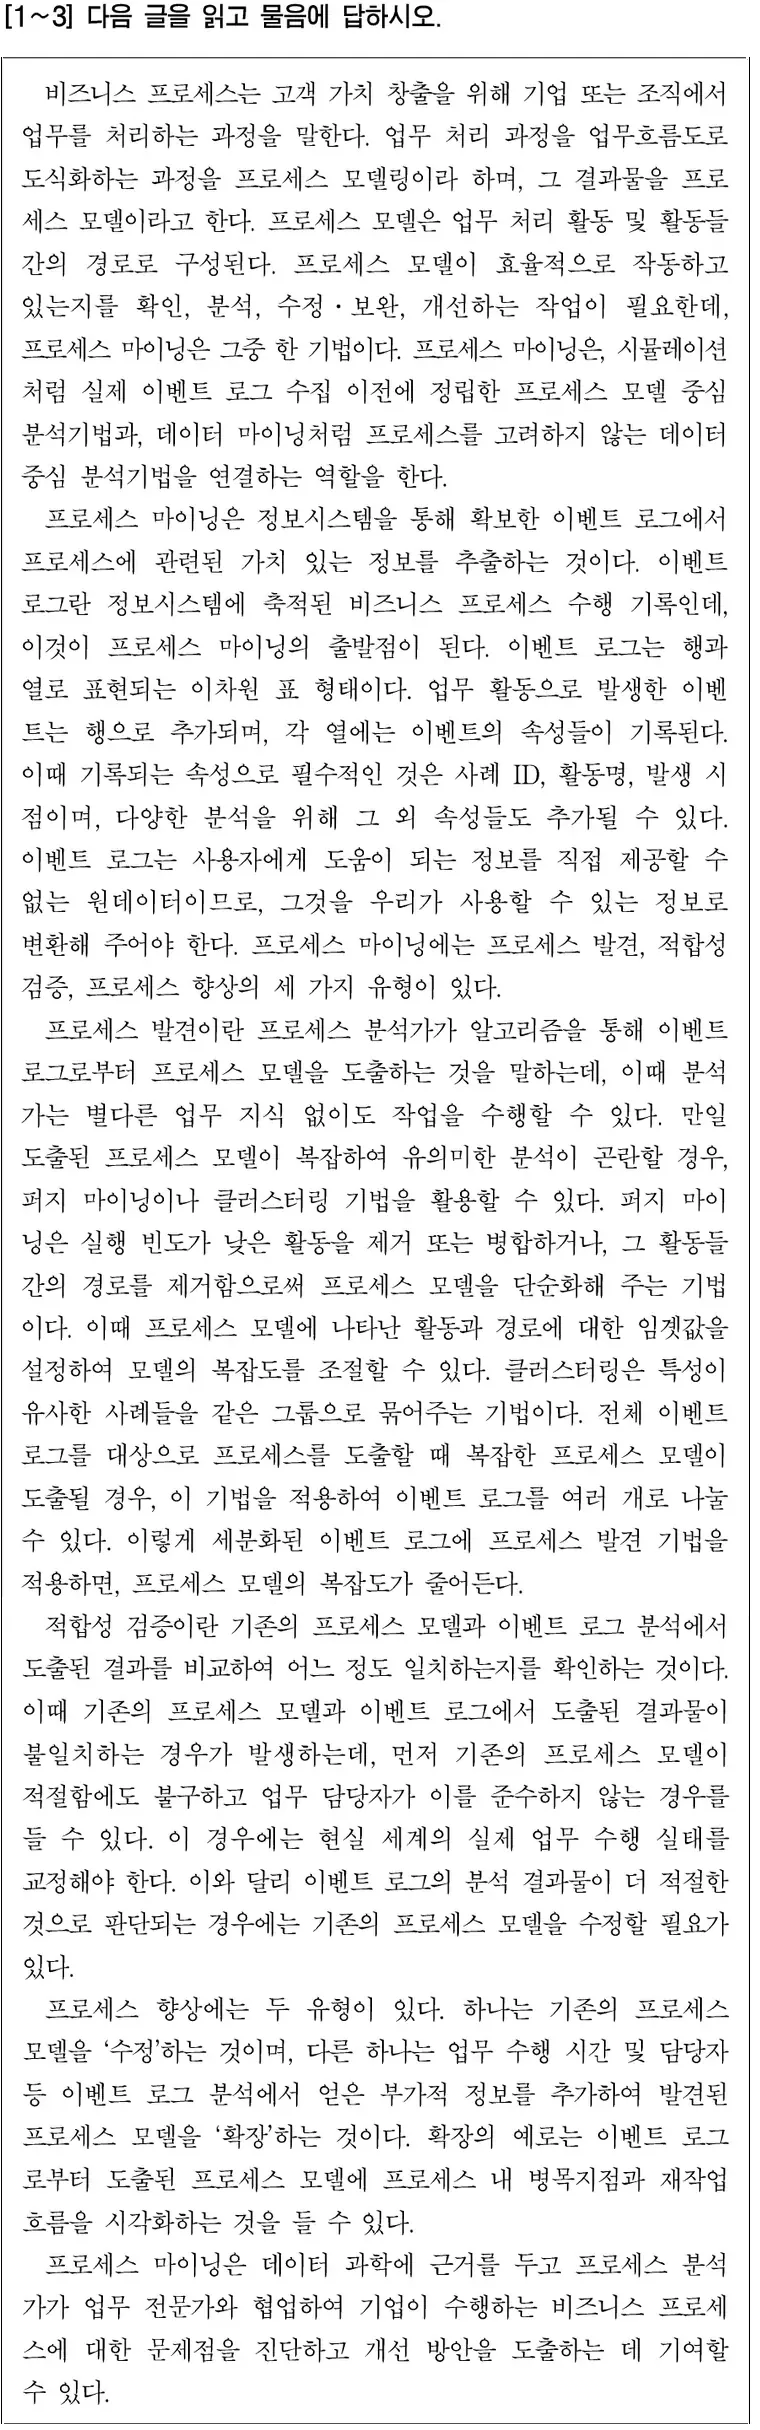 [1～3] 다음 글을 읽고 물음에 답하시오.
비즈니스 프로세스는 고객 가치 창출을 위해 기업 또는 조직에서
업무를 처리하는 과정을 말한다. 업무 처리 과정을 업무흐름도로
도식화하는 과정을 프로세스 모델링이라 하며, 그 결과물을 프로
세스 모델이라고 한다. 프로세스 모델은 업무 처리 활동 및 활동들
간의 경로로 구성된다. 프로세스 모델이 효율적으로 작동하고
있는지를 확인, 분석, 수정·보완, 개선하는 작업이 필요한데,
프로세스 마이닝은 그중 한 기법이다. 프로세스 마이닝은, 시뮬레이션
처럼 실제 이벤트 로그 수집 이전에 정립한 프로세스 모델 중심
분석기법과, 데이터 마이닝처럼 프로세스를 고려하지 않는 데이터
중심 분석기법을 연결하는 역할을 한다.
프로세스 마이닝은 정보시스템을 통해 확보한 이벤트 로그에서
프로세스에 관련된 가치 있는 정보를 추출하는 것이다. 이벤트
로그란 정보시스템에 축적된 비즈니스 프로세스 수행 기록인데,
이것이 프로세스 마이닝의 출발점이 된다. 이벤트 로그는 행과
열로 표현되는 이차원 표 형태이다. 업무 활동으로 발생한 이벤
트는 행으로 추가되며, 각 열에는 이벤트의 속성들이 기록된다.
이때 기록되는 속성으로 필수적인 것은 사례 ID, 활동명, 발생 시
점이며, 다양한 분석을 위해 그 외 속성들도 추가될 수 있다.
이벤트 로그는 사용자에게 도움이 되는 정보를 직접 제공할 수
없는 원데이터이므로, 그것을 우리가 사용할 수 있는 정보로
변환해 주어야 한다. 프로세스 마이닝에는 프로세스 발견, 적합성
검증, 프로세스 향상의 세 가지 유형이 있다.
프로세스 발견이란 프로세스 분석가가 알고리즘을 통해 이벤트
로그로부터 프로세스 모델을 도출하는 것을 말하는데, 이때 분석
가는 별다른 업무 지식 없이도 작업을 수행할 수 있다. 만일
도출된 프로세스 모델이 복잡하여 유의미한 분석이 곤란할 경우,
퍼지 마이닝이나 클러스터링 기법을 활용할 수 있다. 퍼지 마이
닝은 실행 빈도가 낮은 활동을 제거 또는 병합하거나, 그 활동들
간의 경로를 제거함으로써 프로세스 모델을 단순화해 주는 기법
이다. 이때 프로세스 모델에 나타난 활동과 경로에 대한 임곗값을
설정하여 모델의 복잡도를 조절할 수 있다. 클러스터링은 특성이
유사한 사례들을 같은 그룹으로 묶어주는 기법이다. 전체 이벤트
로그를 대상으로 프로세스를 도출할 때 복잡한 프로세스 모델이
도출될 경우, 이 기법을 적용하여 이벤트 로그를 여러 개로 나눌
수 있다. 이렇게 세분화된 이벤트 로그에 프로세스 발견 기법을
적용하면, 프로세스 모델의 복잡도가 줄어든다.
적합성 검증이란 기존의 프로세스 모델과 이벤트 로그 분석에서
도출된 결과를 비교하여 어느 정도 일치하는지를 확인하는 것이다.
이때 기존의 프로세스 모델과 이벤트 로그에서 도출된 결과물이
불일치하는 경우가 발생하는데, 먼저 기존의 프로세스 모델이
적절함에도 불구하고 업무 담당자가 이를 준수하지 않는 경우를
들 수 있다. 이 경우에는 현실 세계의 실제 업무 수행 실태를
교정해야 한다. 이와 달리 이벤트 로그의 분석 결과물이 더 적절한
것으로 판단되는 경우에는 기존의 프로세스 모델을 수정할 필요가
있다.
프로세스 향상에는 두 유형이 있다. 하나는 기존의 프로세스
모델을 ‘수정’하는 것이며, 다른 하나는 업무 수행 시간 및 담당자
등 이벤트 로그 분석에서 얻은 부가적 정보를 추가하여 발견된
프로세스 모델을 ‘확장’하는 것이다. 확장의 예로는 이벤트 로그
로부터 도출된 프로세스 모델에 프로세스 내 병목지점과 재작업
흐름을 시각화하는 것을 들 수 있다.
프로세스 마이닝은 데이터 과학에 근거를 두고 프로세스 분석
가가 업무 전문가와 협업하여 기업이 수행하는 비즈니스 프로세
스에 대한 문제점을 진단하고 개선 방안을 도출하는 데 기여할
수 있다.